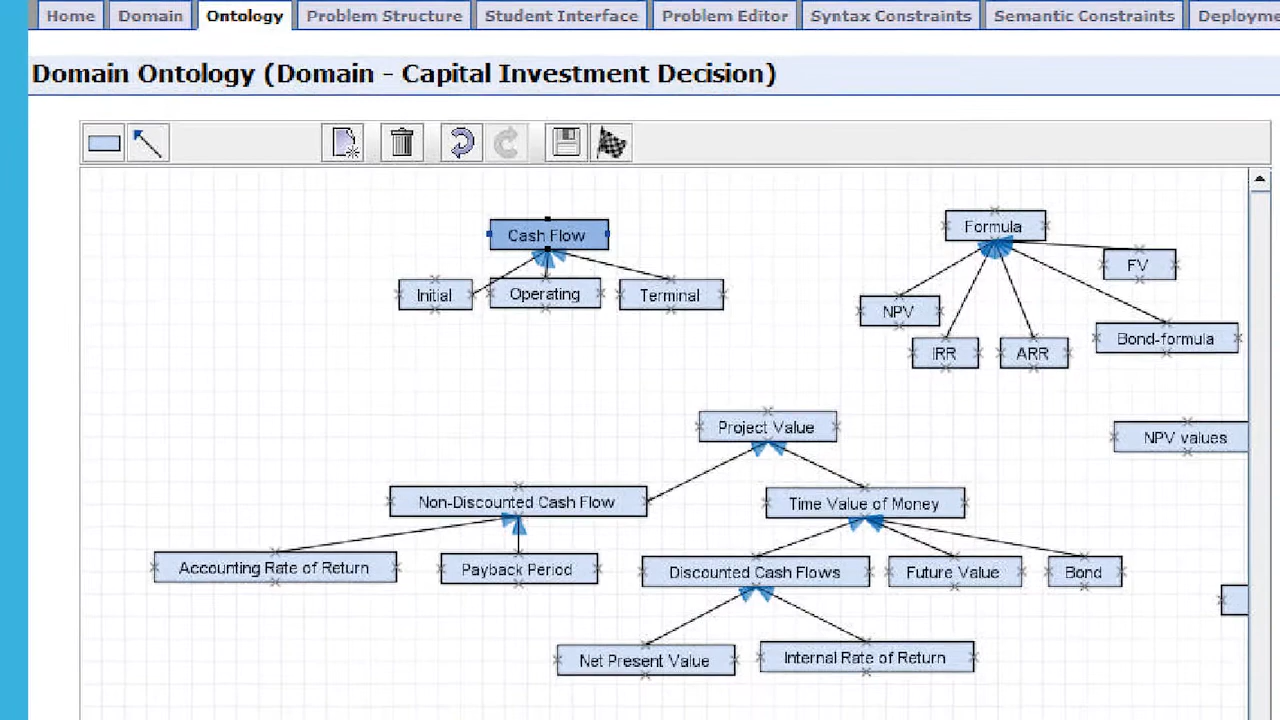 Home Domain Ontology Problem Structure Student Interface Problem Editor Syntax Constraints Semantic Constraints
Domain Ontology (Domain - Capital Investment Decision)
Cash Flow
Initial Operating Terminal
Formula
FV
NPV
IRR ARR Bond-formula
Project Value
NPV values
Non-Discounted Cash Flow Time Value of Money
Accounting Rate of Return Payback Period Discounted Cash Flows Future Value Bond
Net Present Value Internal Rate of Return